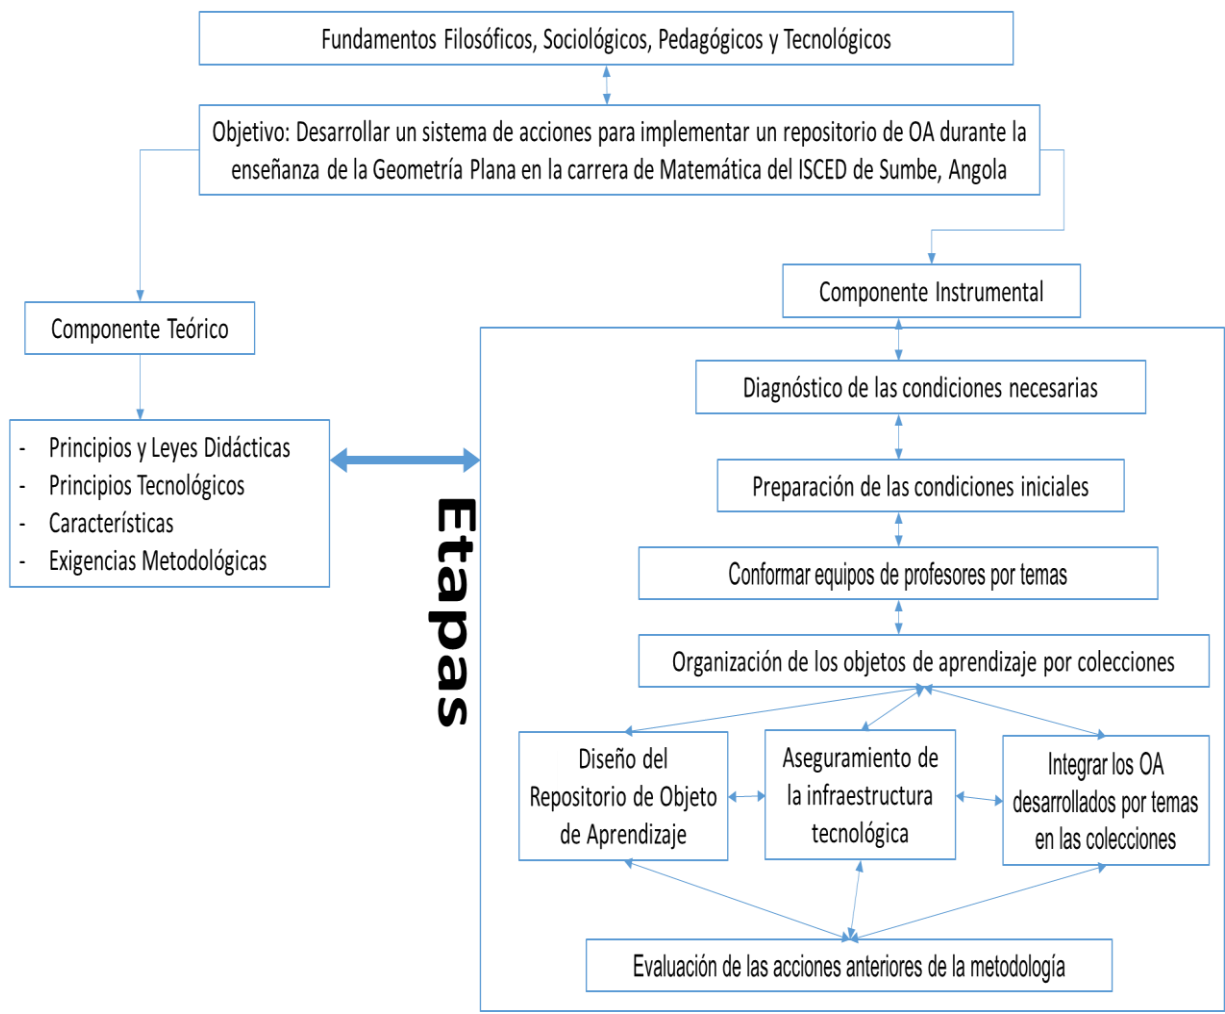 Fundamentos Filosóficos, Sociológicos, Pedagógicos y Tecnológicos
Objetivo: Desarrollar un sistema de acciones para implementar un repositorio de OA durante la
enseñanza de la Geometría Plana en la carrera de Matemática del ISCED de Sumbe, Angola
Componente Teórico
- Principios y Leyes Didácticas
- Principios Tecnológicos
- Características
- Exigencias Metodológicas
Etapas
Componente Instrumental
Diagnóstico de las condiciones necesarias
Preparación de las condiciones iniciales
Conformar equipos de profesores por temas
Organización de los objetos de aprendizaje por colecciones
Diseño del
Repositorio de Objeto
de Aprendizaje
Aseguramiento de
la infraestructura
tecnológica
Integrar los OA
desarrollados por temas
en las colecciones
Evaluación de las acciones anteriores de la metodología